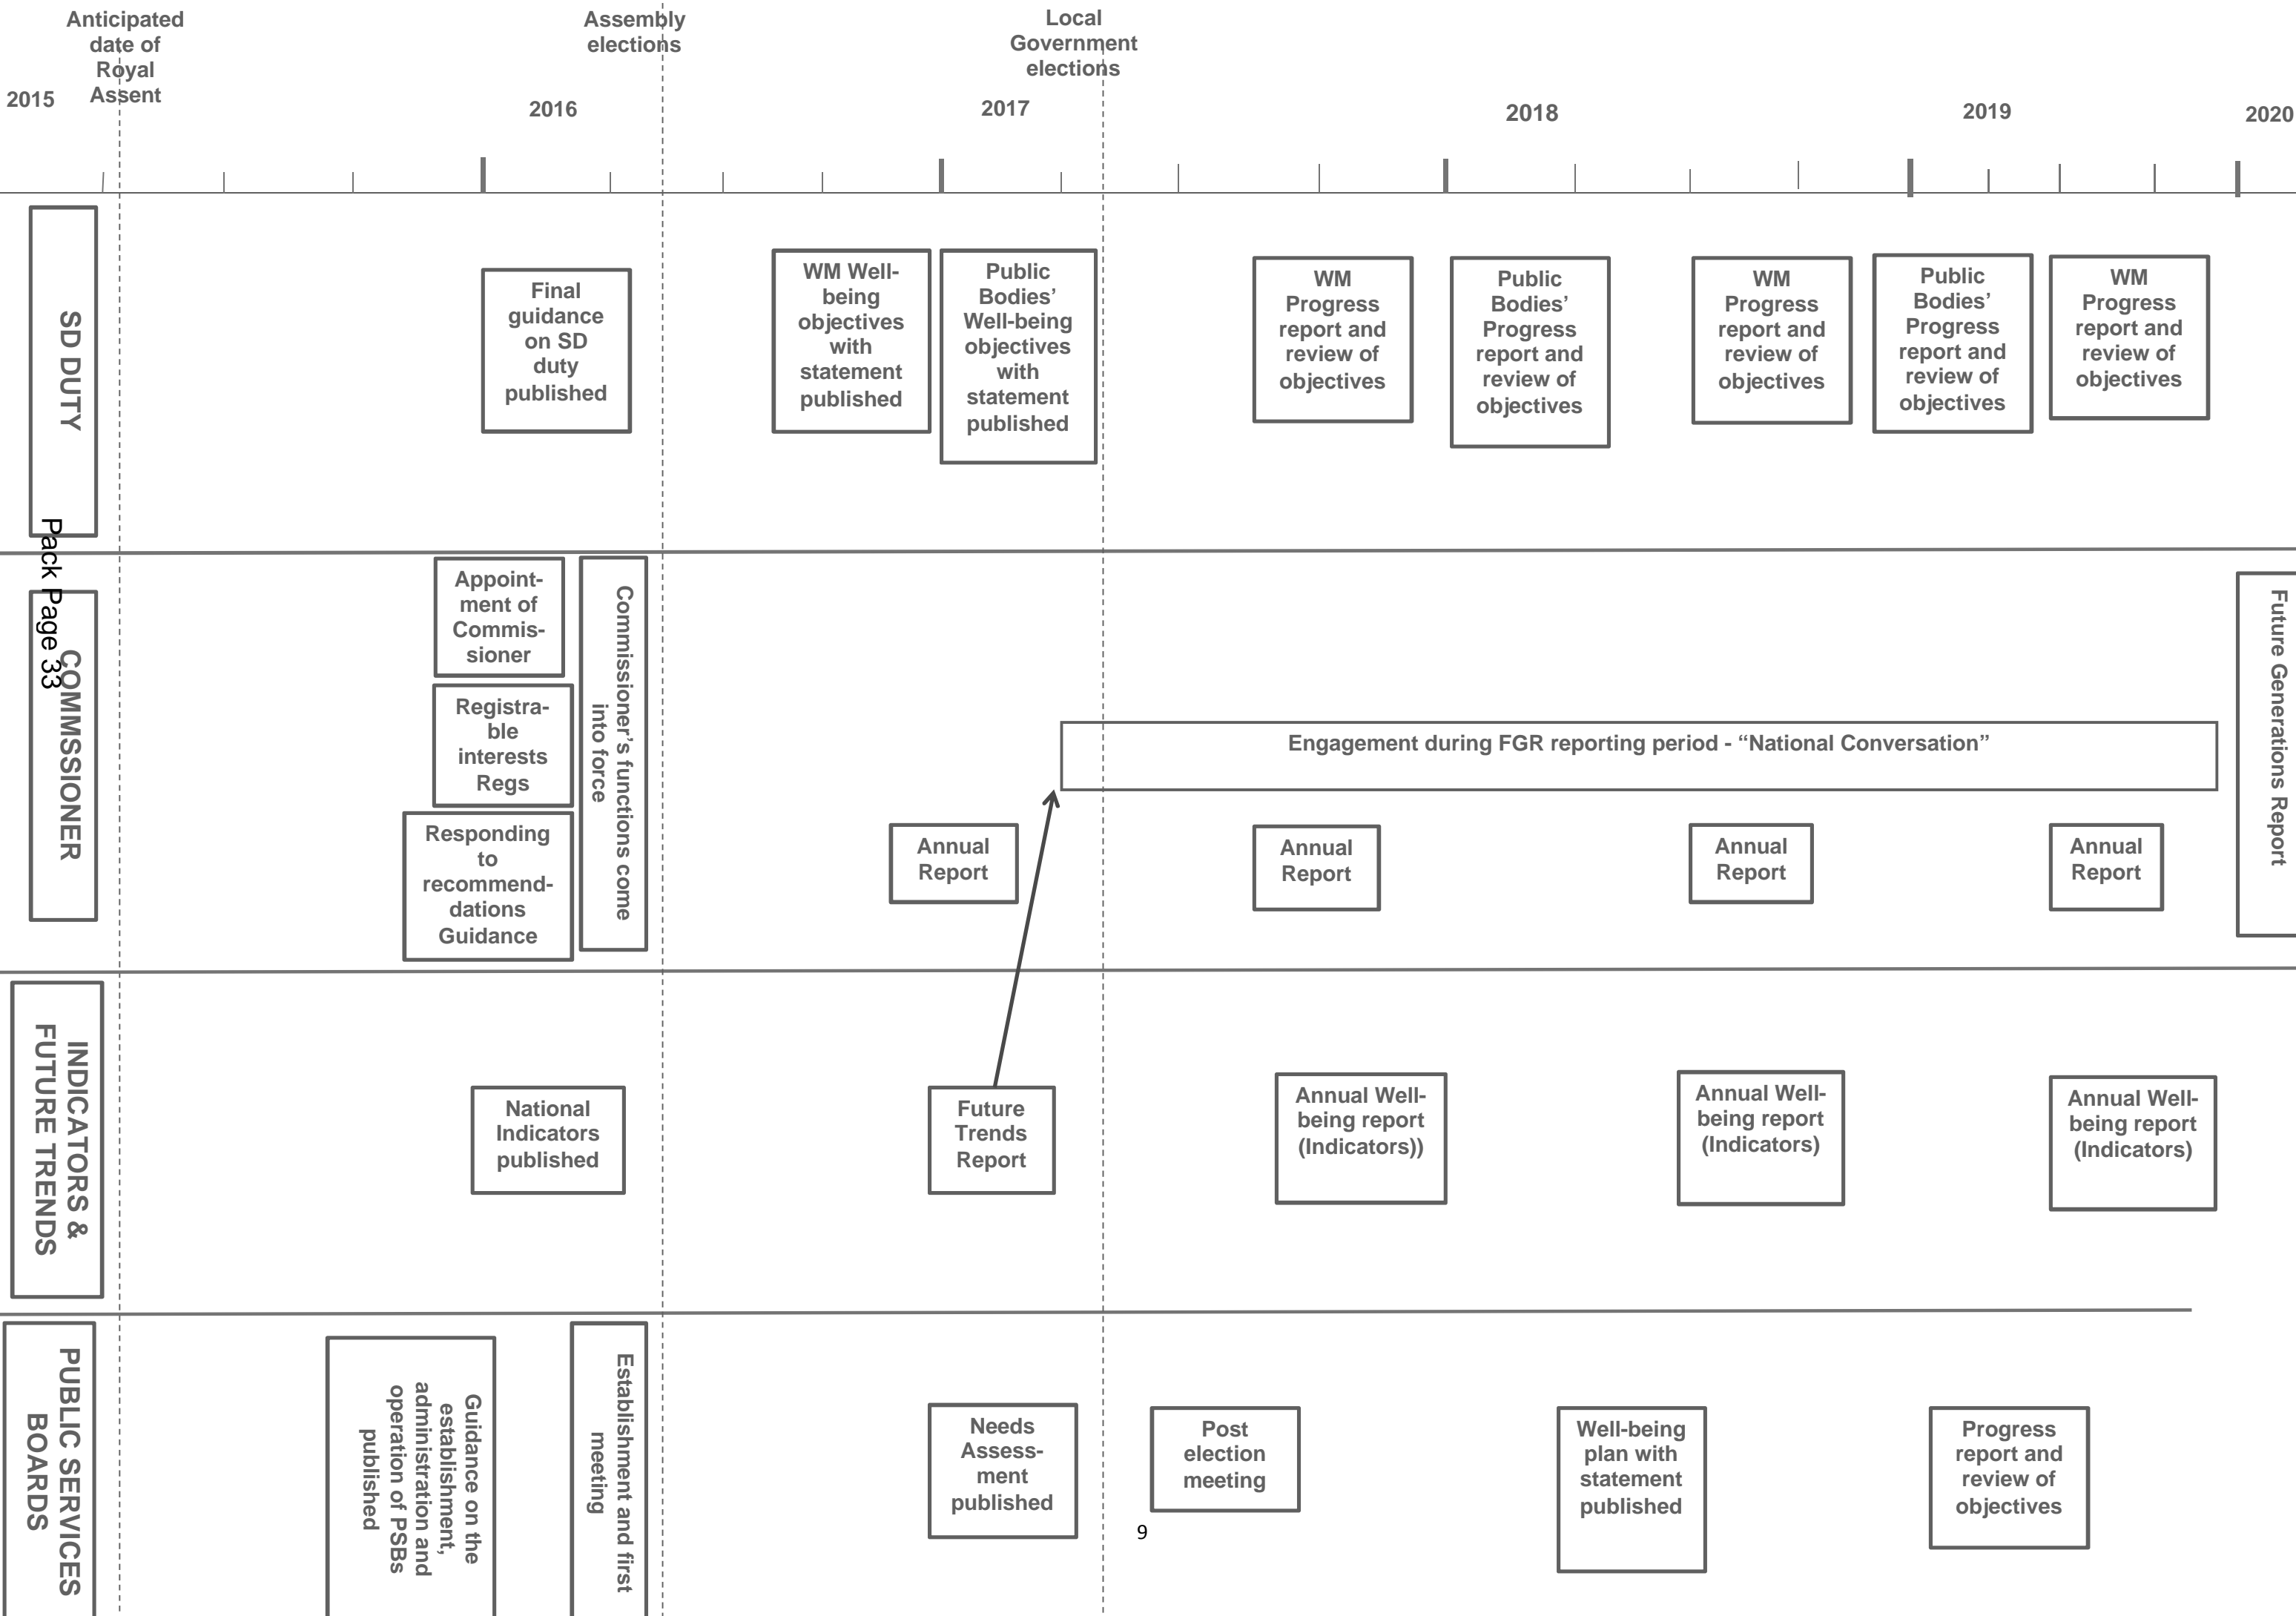 Anticipated
date of
Royal
Assent
Assembly
elections
Local
Government
elections
2015
2016
2017
2018
2019
2020
SD DUTY
Final
guidance
on SD
duty
published
WM Well-
being
objectives
with
statement
published
Public
Bodies’
Well-being
objectives
with
statement
published
WM
Progress
report and
review of
objectives
Public
Bodies’
Progress
report and
review of
objectives
WM
Progress
report and
review of
objectives
Public
Bodies’
Progress
report and
review of
objectives
WM
Progress
report and
review of
objectives
Pack Page 33
COMMSSIONER
Appoint-
ment of
Commis-
sioner
Registra-
ble
interests
Regs
Responding
to
recommend-
dations
Guidance
Commissioner’s functions come
into force
Engagement during FGR reporting period - “National Conversation”
Annual
Report
Annual
Report
Annual
Report
Annual
Report
Future Generations Report
INDICATORS &
FUTURE TRENDS
National
Indicators
published
Future
Trends
Report
Annual Well-
being report
(Indicators))
Annual Well-
being report
(Indicators)
Annual Well-
being report
(Indicators)
PUBLIC SERVICES
BOARDS
Guidance on the
establishment,
administration and
operation of PSBs
published
Establishment and first
meeting
Needs
Assess-
ment
published
Post
election
meeting
Well-being
plan with
statement
published
Progress
report and
review of
objectives
9